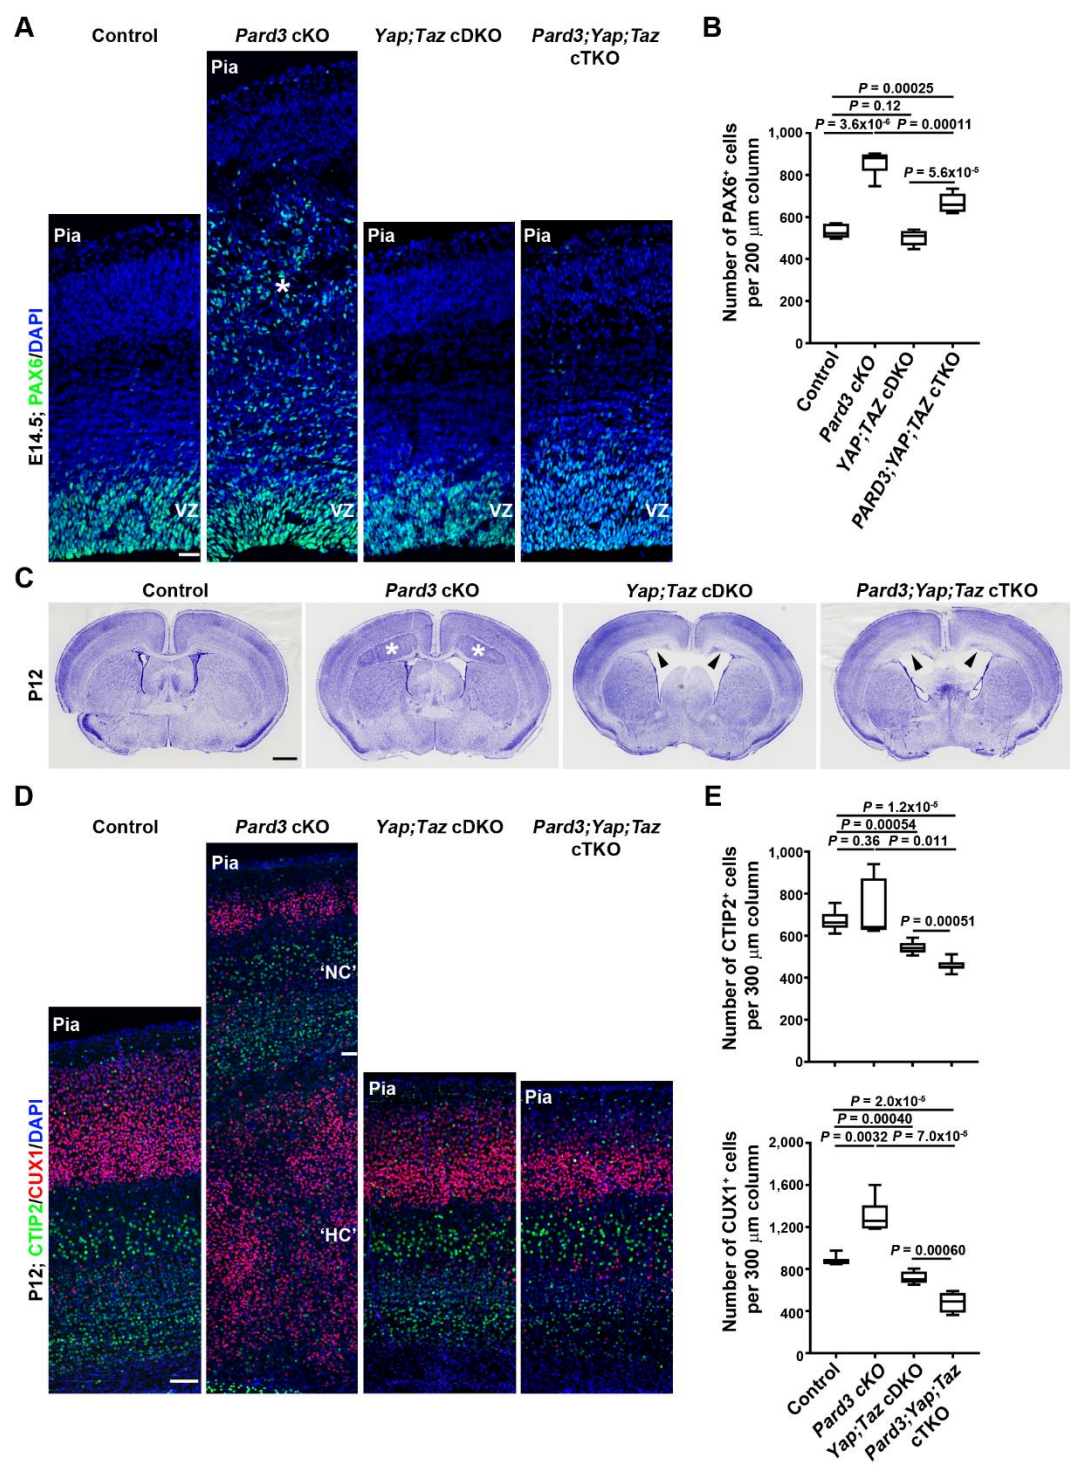 A
Control
Pard3 cKO
Yap;Taz cDKO
Pard3;Yap;Taz
cTKO
Pia
Pia
Pia
Pia
VZ
VZ
VZ
VZ
E14.5; PAX6/DAPI
B
P = 0.00025
P = 0.12
P = 3.6x10-6
P = 0.00011
P = 5.6x10-5
1,000
800
600
400
200
0
Number of PAX6+ cells
per 200 μm column
Control
Pard3 cKO
YAP;TAZ cDKO
PARD3;YAP;TAZ cTKO
C
Control
Pard3 cKO
Yap;Taz cDKO
Pard3;Yap;Taz cTKO
P12
*
*
D
Control
Pard3 cKO
Yap;Taz cDKO
Pard3;Yap;Taz
cTKO
Pia
Pia
Pia
Pia
'NC'
'HC'
P12; CTIP2/CUX1/DAPI
E
P = 1.2x10-5
P = 0.00054
P = 0.36
P = 0.011
P = 0.00051
1,000
800
600
400
200
0
Number of CTIP2+ cells
per 300 μm column
P = 2.0x10-5
P = 0.00040
P = 0.0032
P = 7.0x10-5
P = 0.00060
2,000
1,600
1,200
800
400
0
Number of CUX1+ cells
per 300 μm column
Control
Pard3 cKO
Yap;Taz cDKO
Pard3;Yap;Taz
cTKO